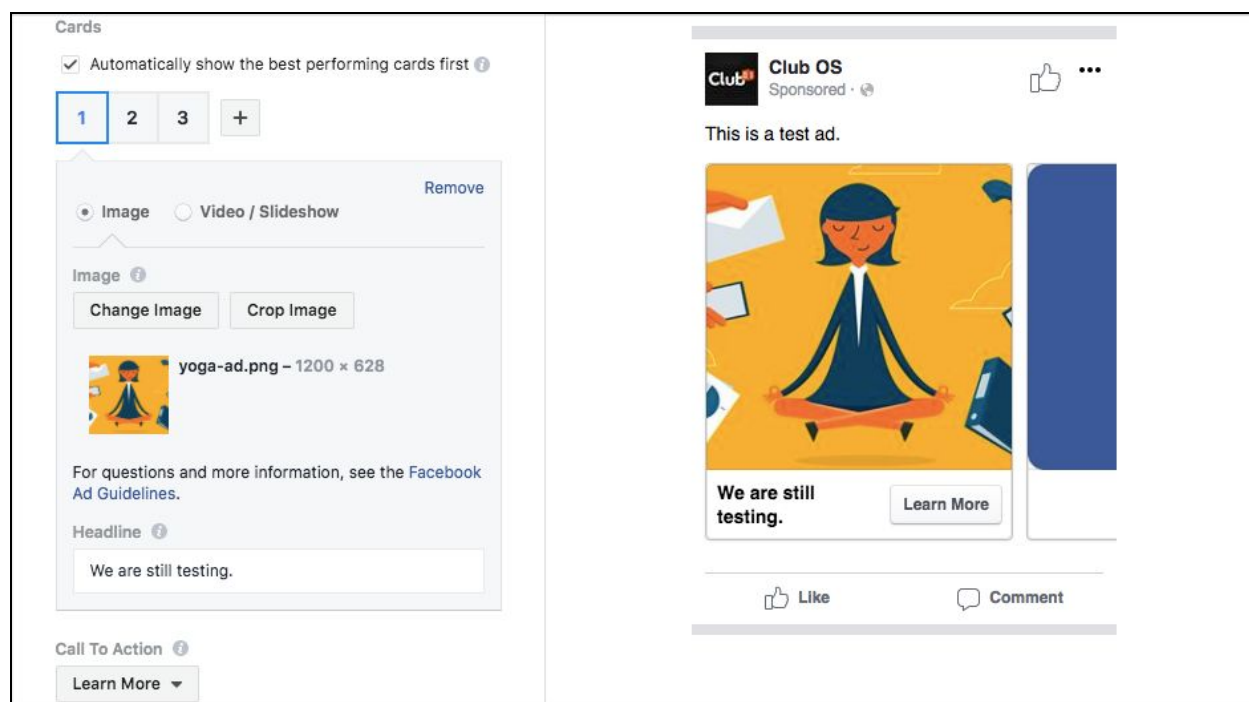 Cards
Automatically show the best performing cards first
1 2 3 +
Remove
Image Video / Slideshow
Image
Change Image Crop Image
yoga-ad.png – 1200 × 628
For questions and more information, see the Facebook
Ad Guidelines.
Headline
We are still testing.
Call To Action
Learn More
Club
Club OS
Sponsored ·
This is a test ad.
We are still
testing.
Learn More
Like Comment